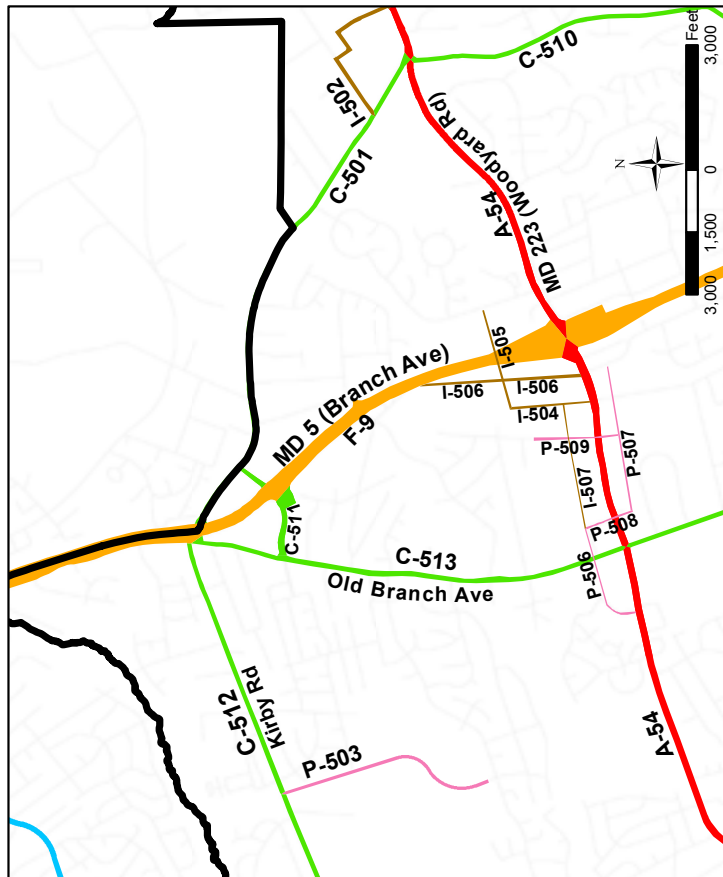 I-502
C-501
C-510
MD 223 (Woodyard Rd)
A-54
N
Feet
3,000
0
1,500
3,000
MD 5 (Branch Ave)
F-9
I-505
I-506
I-506
I-504
P-509
P-507
I-507
P-508
P-506
C-511
C-513
Old Branch Ave
C-512
Kirby Rd
P-503
A-54